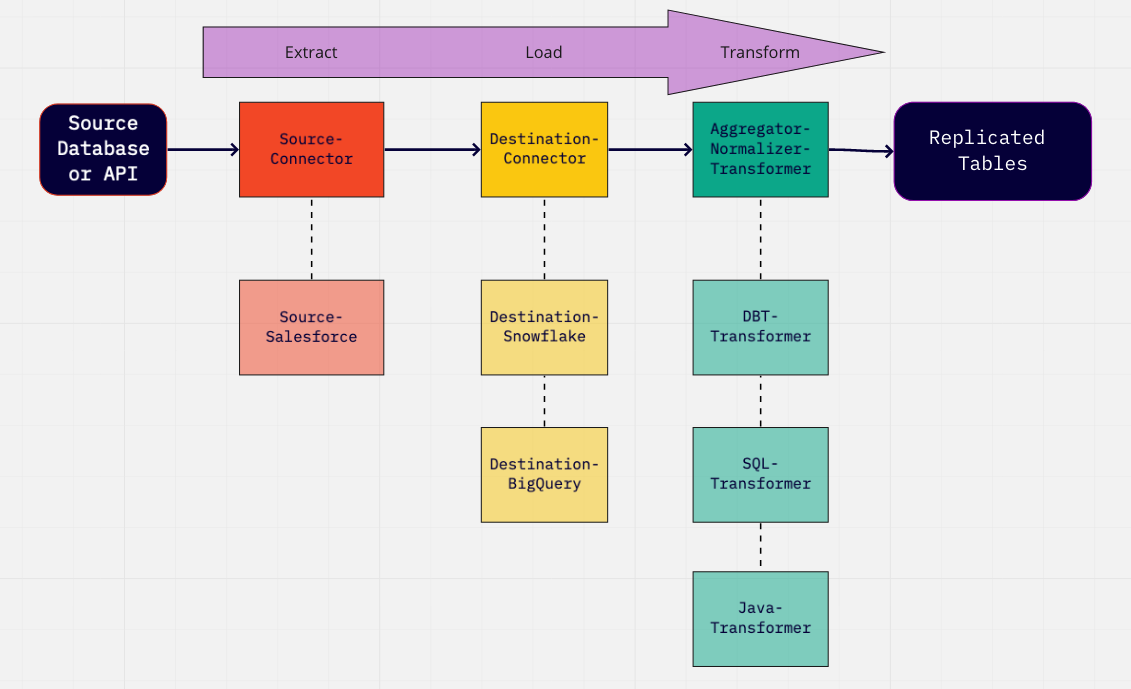 Extract
Load
Transform
Source
Database
or API
Source-
Connector
Destination-
Connector
Aggregator-
Normalizer-
Transformer
Replicated
Tables
Source-
Salesforce
Destination-
Snowflake
DBT-
Transformer
Destination-
BigQuery
SQL-
Transformer
Java-
Transformer